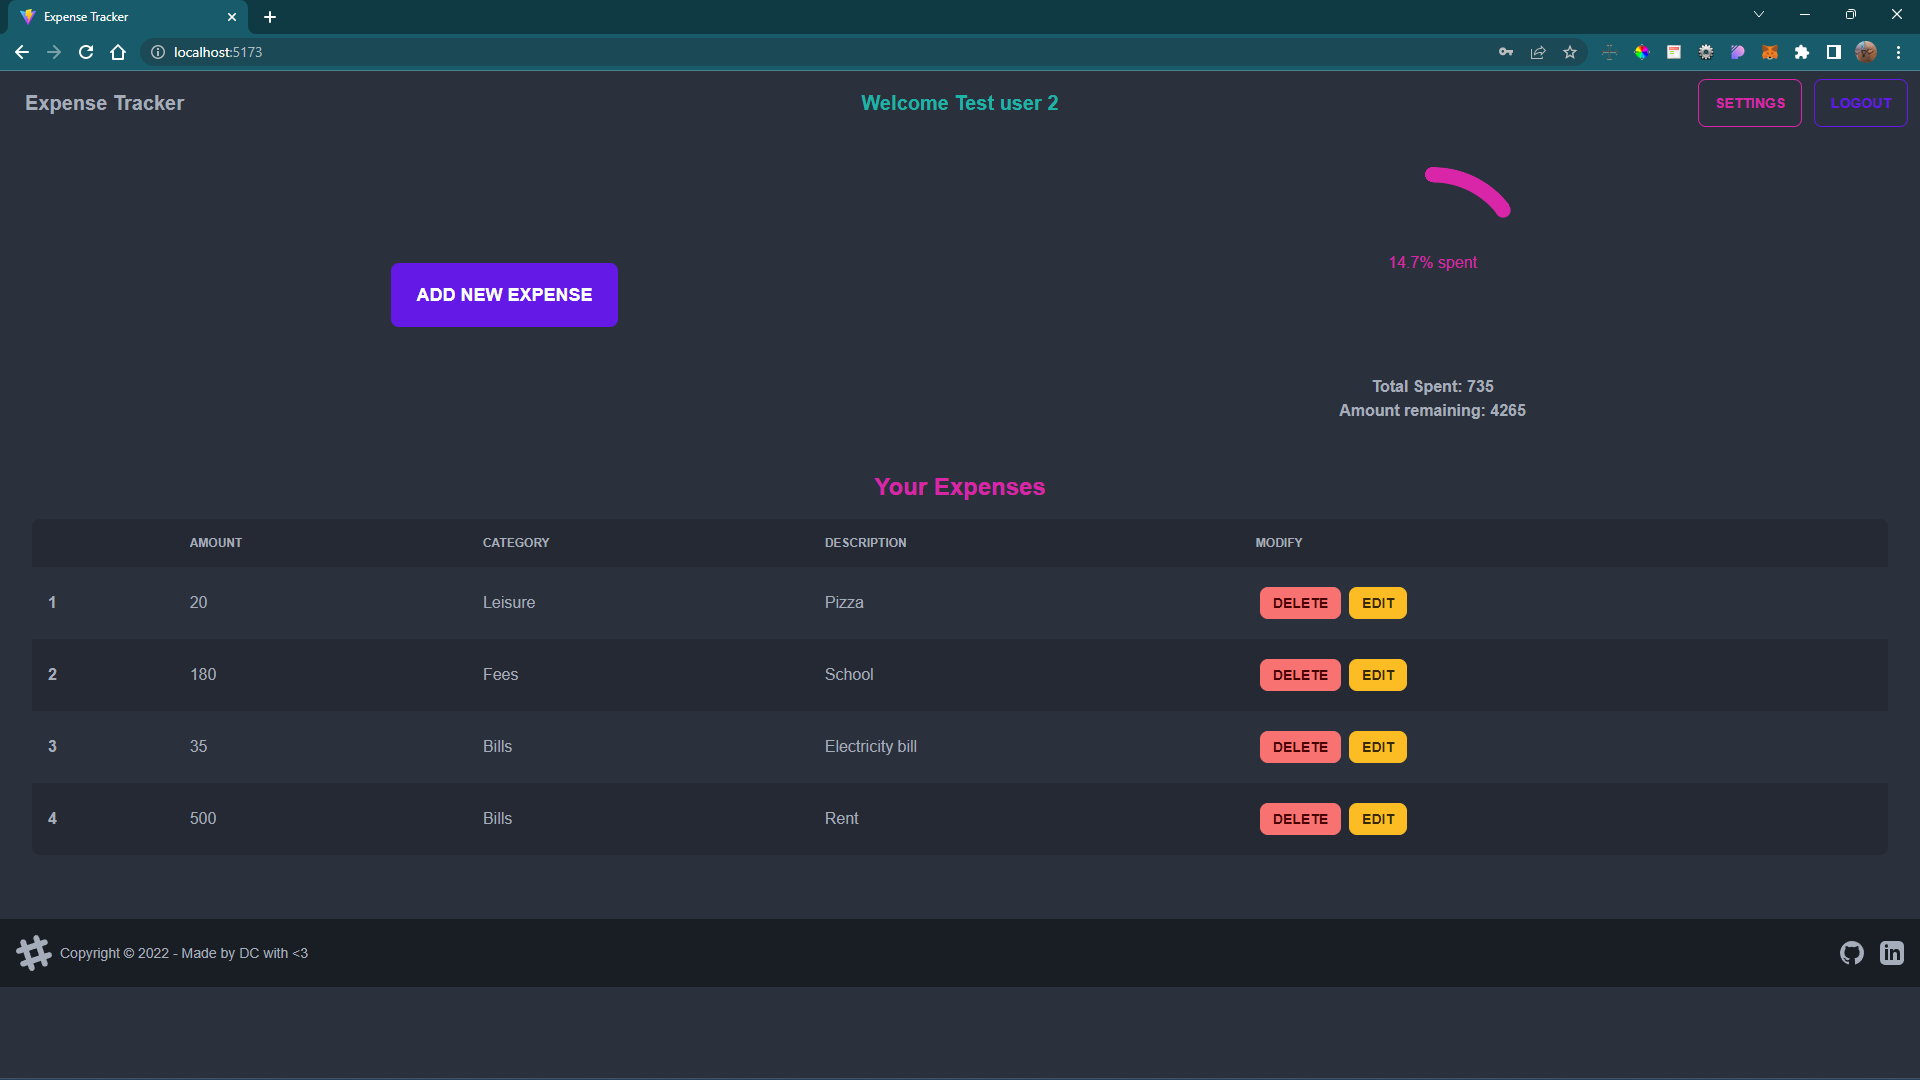 Expense Tracker
localhost:5173
Expense Tracker
Welcome Test user 2
SETTINGS
LOGOUT
14.7% spent
ADD NEW EXPENSE
Total Spent: 735
Amount remaining: 4265
Your Expenses
AMOUNT CATEGORY DESCRIPTION MODIFY
1 20 Leisure Pizza DELETE EDIT
2 180 Fees School DELETE EDIT
3 35 Bills Electricity bill DELETE EDIT
4 500 Bills Rent DELETE EDIT
Copyright © 2022 - Made by DC with <3